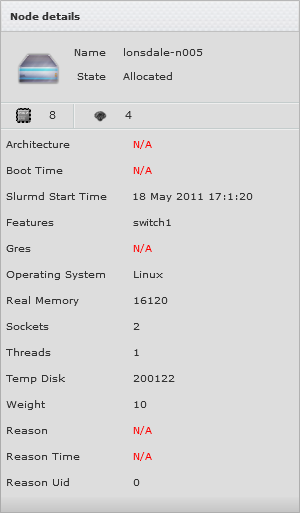 Node details
Name lonsdale-n005
State Allocated
8 4
Architecture N/A
Boot Time N/A
Slurmd Start Time 18 May 2011 17:1:20
Features switch1
Gres N/A
Operating System Linux
Real Memory 16120
Sockets 2
Threads 1
Temp Disk 200122
Weight 10
Reason N/A
Reason Time N/A
Reason Uid 0